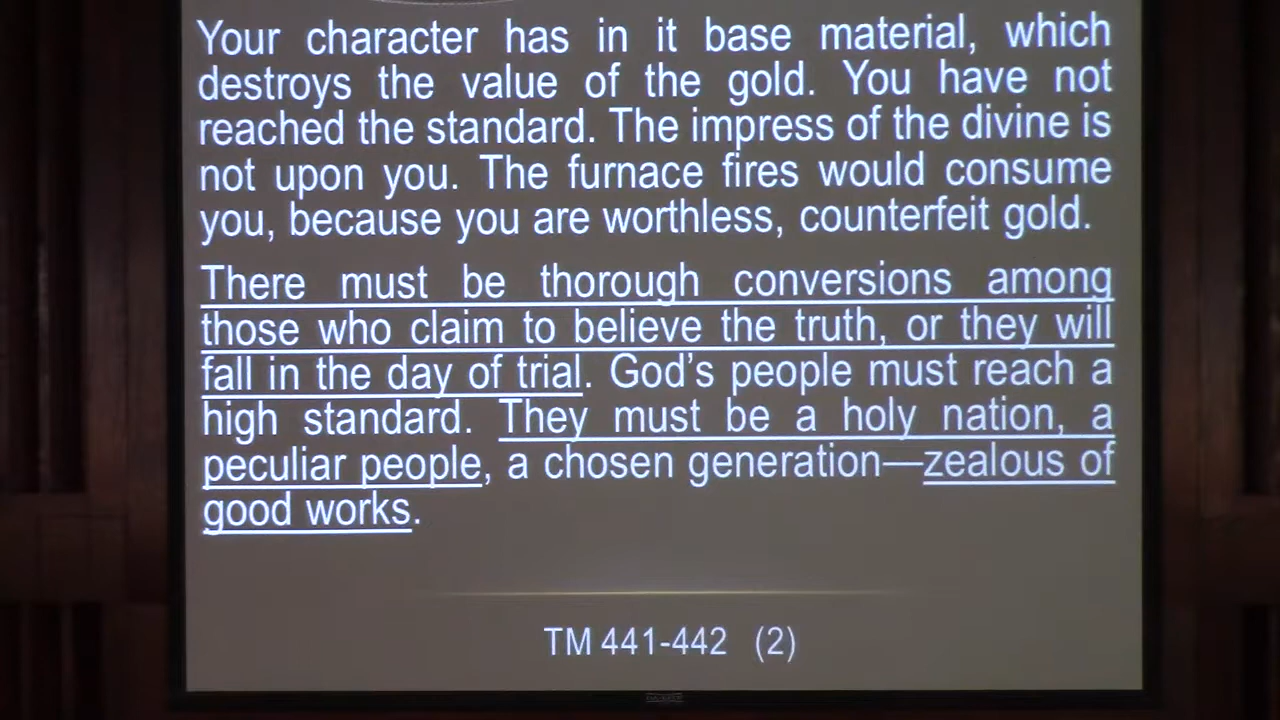 Your character has in it base material, which
destroys the value of the gold. You have not
reached the standard. The impress of the divine is
not upon you. The furnace fires would consume
you, because you are worthless, counterfeit gold.
There must be thorough conversions among
those who claim to believe the truth, or they will
fall in the day of trial. God’s people must reach a
high standard. They must be a holy nation, a
peculiar people, a chosen generation—zealous of
good works.
TM 441-442 (2)